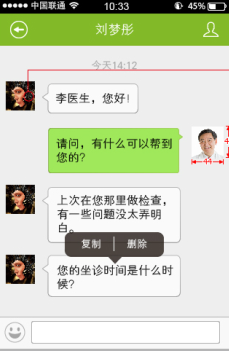 中国联通 10:33 45%
刘梦彤
今天14:12
李医生，您好！
请问，有什么可以帮到
您的？
44
上次在您那里做检查，
有一些问题没太弄明
白。
复制 删除
您的坐诊时间是什么时
候？